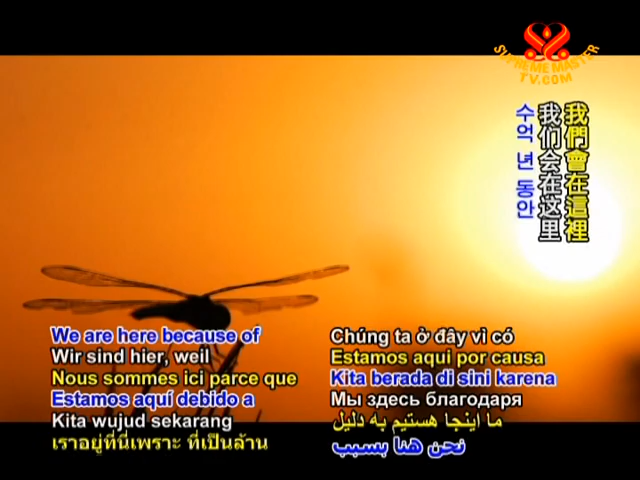 SUPREME MASTER
TV.COM
我們會在這裡
我们会在这里
수억 년 동안
We are here because of
Wir sind hier, weil
Nous sommes ici parce que
Estamos aquí debido a
Kita wujud sekarang
เราอยู่ที่นี่เพราะ ที่เป็นล้าน
Chúng ta ở đây vì có
Estamos aqui por causa
Kita berada di sini karena
Мы здесь благодаря
ما اینجا هستیم به دلیل
نحن هنا بسبب